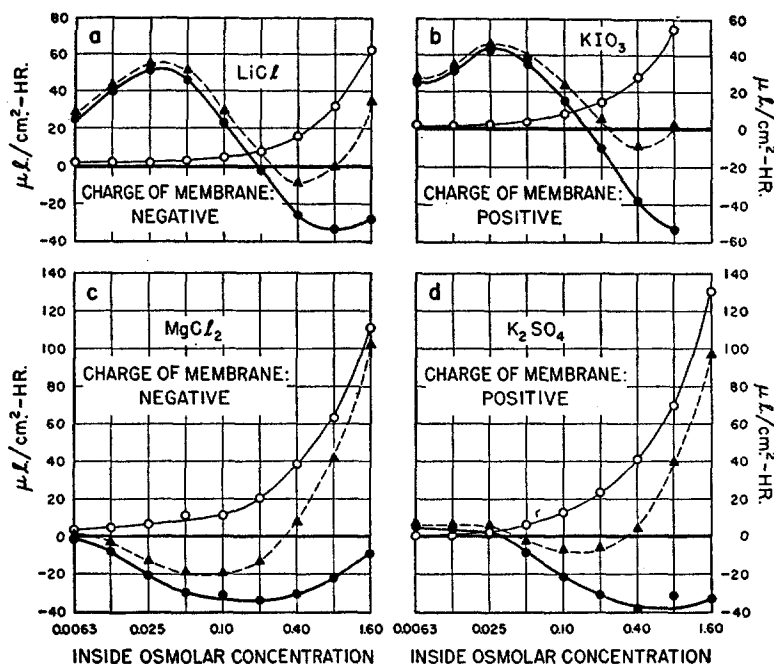 a
LiCl
80
60
40
20
0
-20
-40
μl./cm².-HR.
CHARGE OF MEMBRANE:
NEGATIVE
b
KIO3
60
40
20
0
-20
-40
-60
μl./cm².-HR.
CHARGE OF MEMBRANE:
POSITIVE
c
MgCl2
140
120
100
80
60
40
20
0
-20
-40
μl./cm².-HR.
CHARGE OF MEMBRANE:
NEGATIVE
0.0063 0.025 0.10 0.40 1.60
INSIDE OSMOLAR CONCENTRATION
d
K2SO4
140
120
100
80
60
40
20
0
-20
-40
μl./cm².-HR.
CHARGE OF MEMBRANE:
POSITIVE
0.0063 0.025 0.10 0.40 1.60
INSIDE OSMOLAR CONCENTRATION